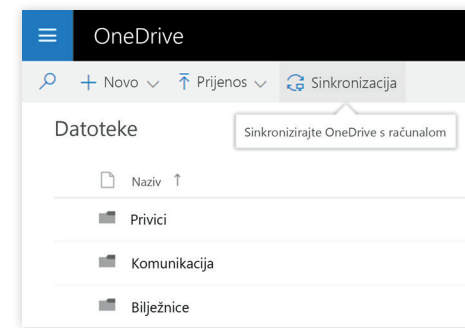 OneDrive
Novo Prijenos Sinkronizacija
Datoteke
Sinkronizirajte OneDrive s računalom
Naziv ↑
Privici
Komunikacija
Bilježnice